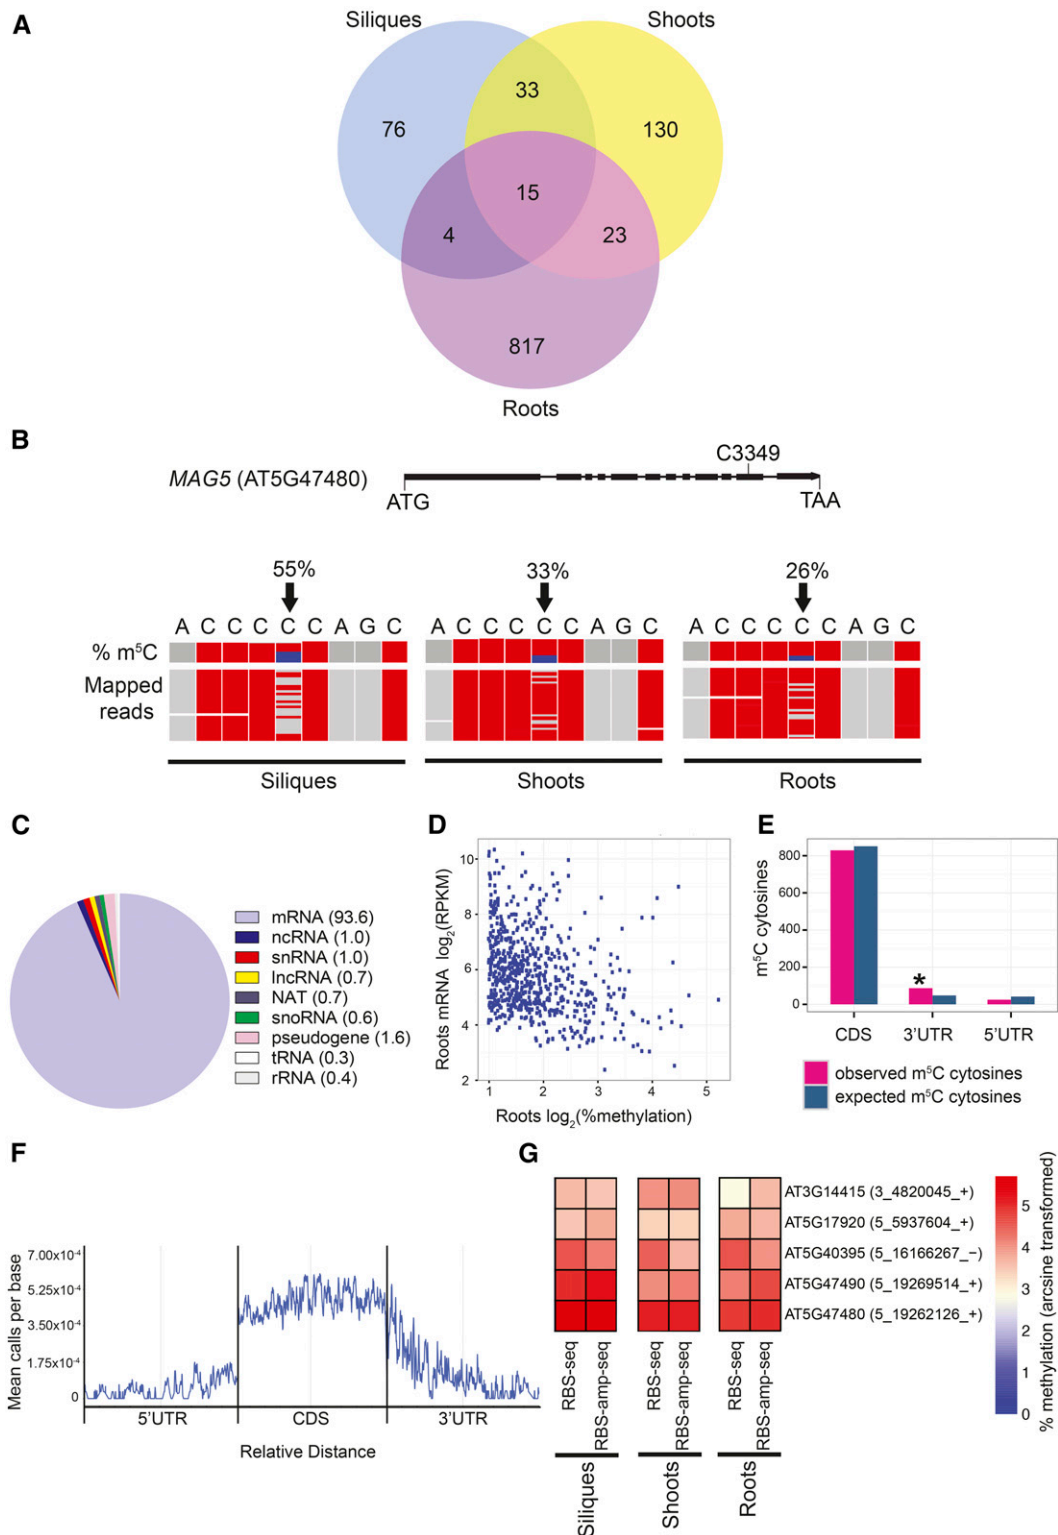 A
Siliques
Shoots
33
76
130
15
4
23
817
Roots
B
C3349
MAG5 (AT5G47480)
ATG
TAA
55%
33%
26%
A C C C C C A G C
A C C C C C A G C
A C C C C C A G C
% m⁵C
Mapped
reads
Siliques
Shoots
Roots
C
mRNA (93.6)
ncRNA (1.0)
snRNA (1.0)
lncRNA (0.7)
NAT (0.7)
snoRNA (0.6)
pseudogene (1.6)
tRNA (0.3)
rRNA (0.4)
D
Roots mRNA log₂(RPKM)
10
8
6
4
2
1 2 3 4 5
Roots log₂(%methylation)
E
m⁵C cytosines
800
600
400
200
0
*
CDS 3'UTR 5'UTR
observed m⁵C cytosines
expected m⁵C cytosines
F
Mean calls per base
7.00x10⁻⁴
5.25x10⁻⁴
3.50x10⁻⁴
1.75x10⁻⁴
0
5'UTR
CDS
3'UTR
Relative Distance
G
AT3G14415 (3_4820045_+)
AT5G17920 (5_5937604_+)
AT5G40395 (5_16166267_−)
AT5G47490 (5_19269514_+)
AT5G47480 (5_19262126_+)
RBS-seq
RBS-amp-seq
RBS-seq
RBS-amp-seq
RBS-seq
RBS-amp-seq
Siliques
Shoots
Roots
5
4
3
2
1
0
% methylation (arcsine transformed)